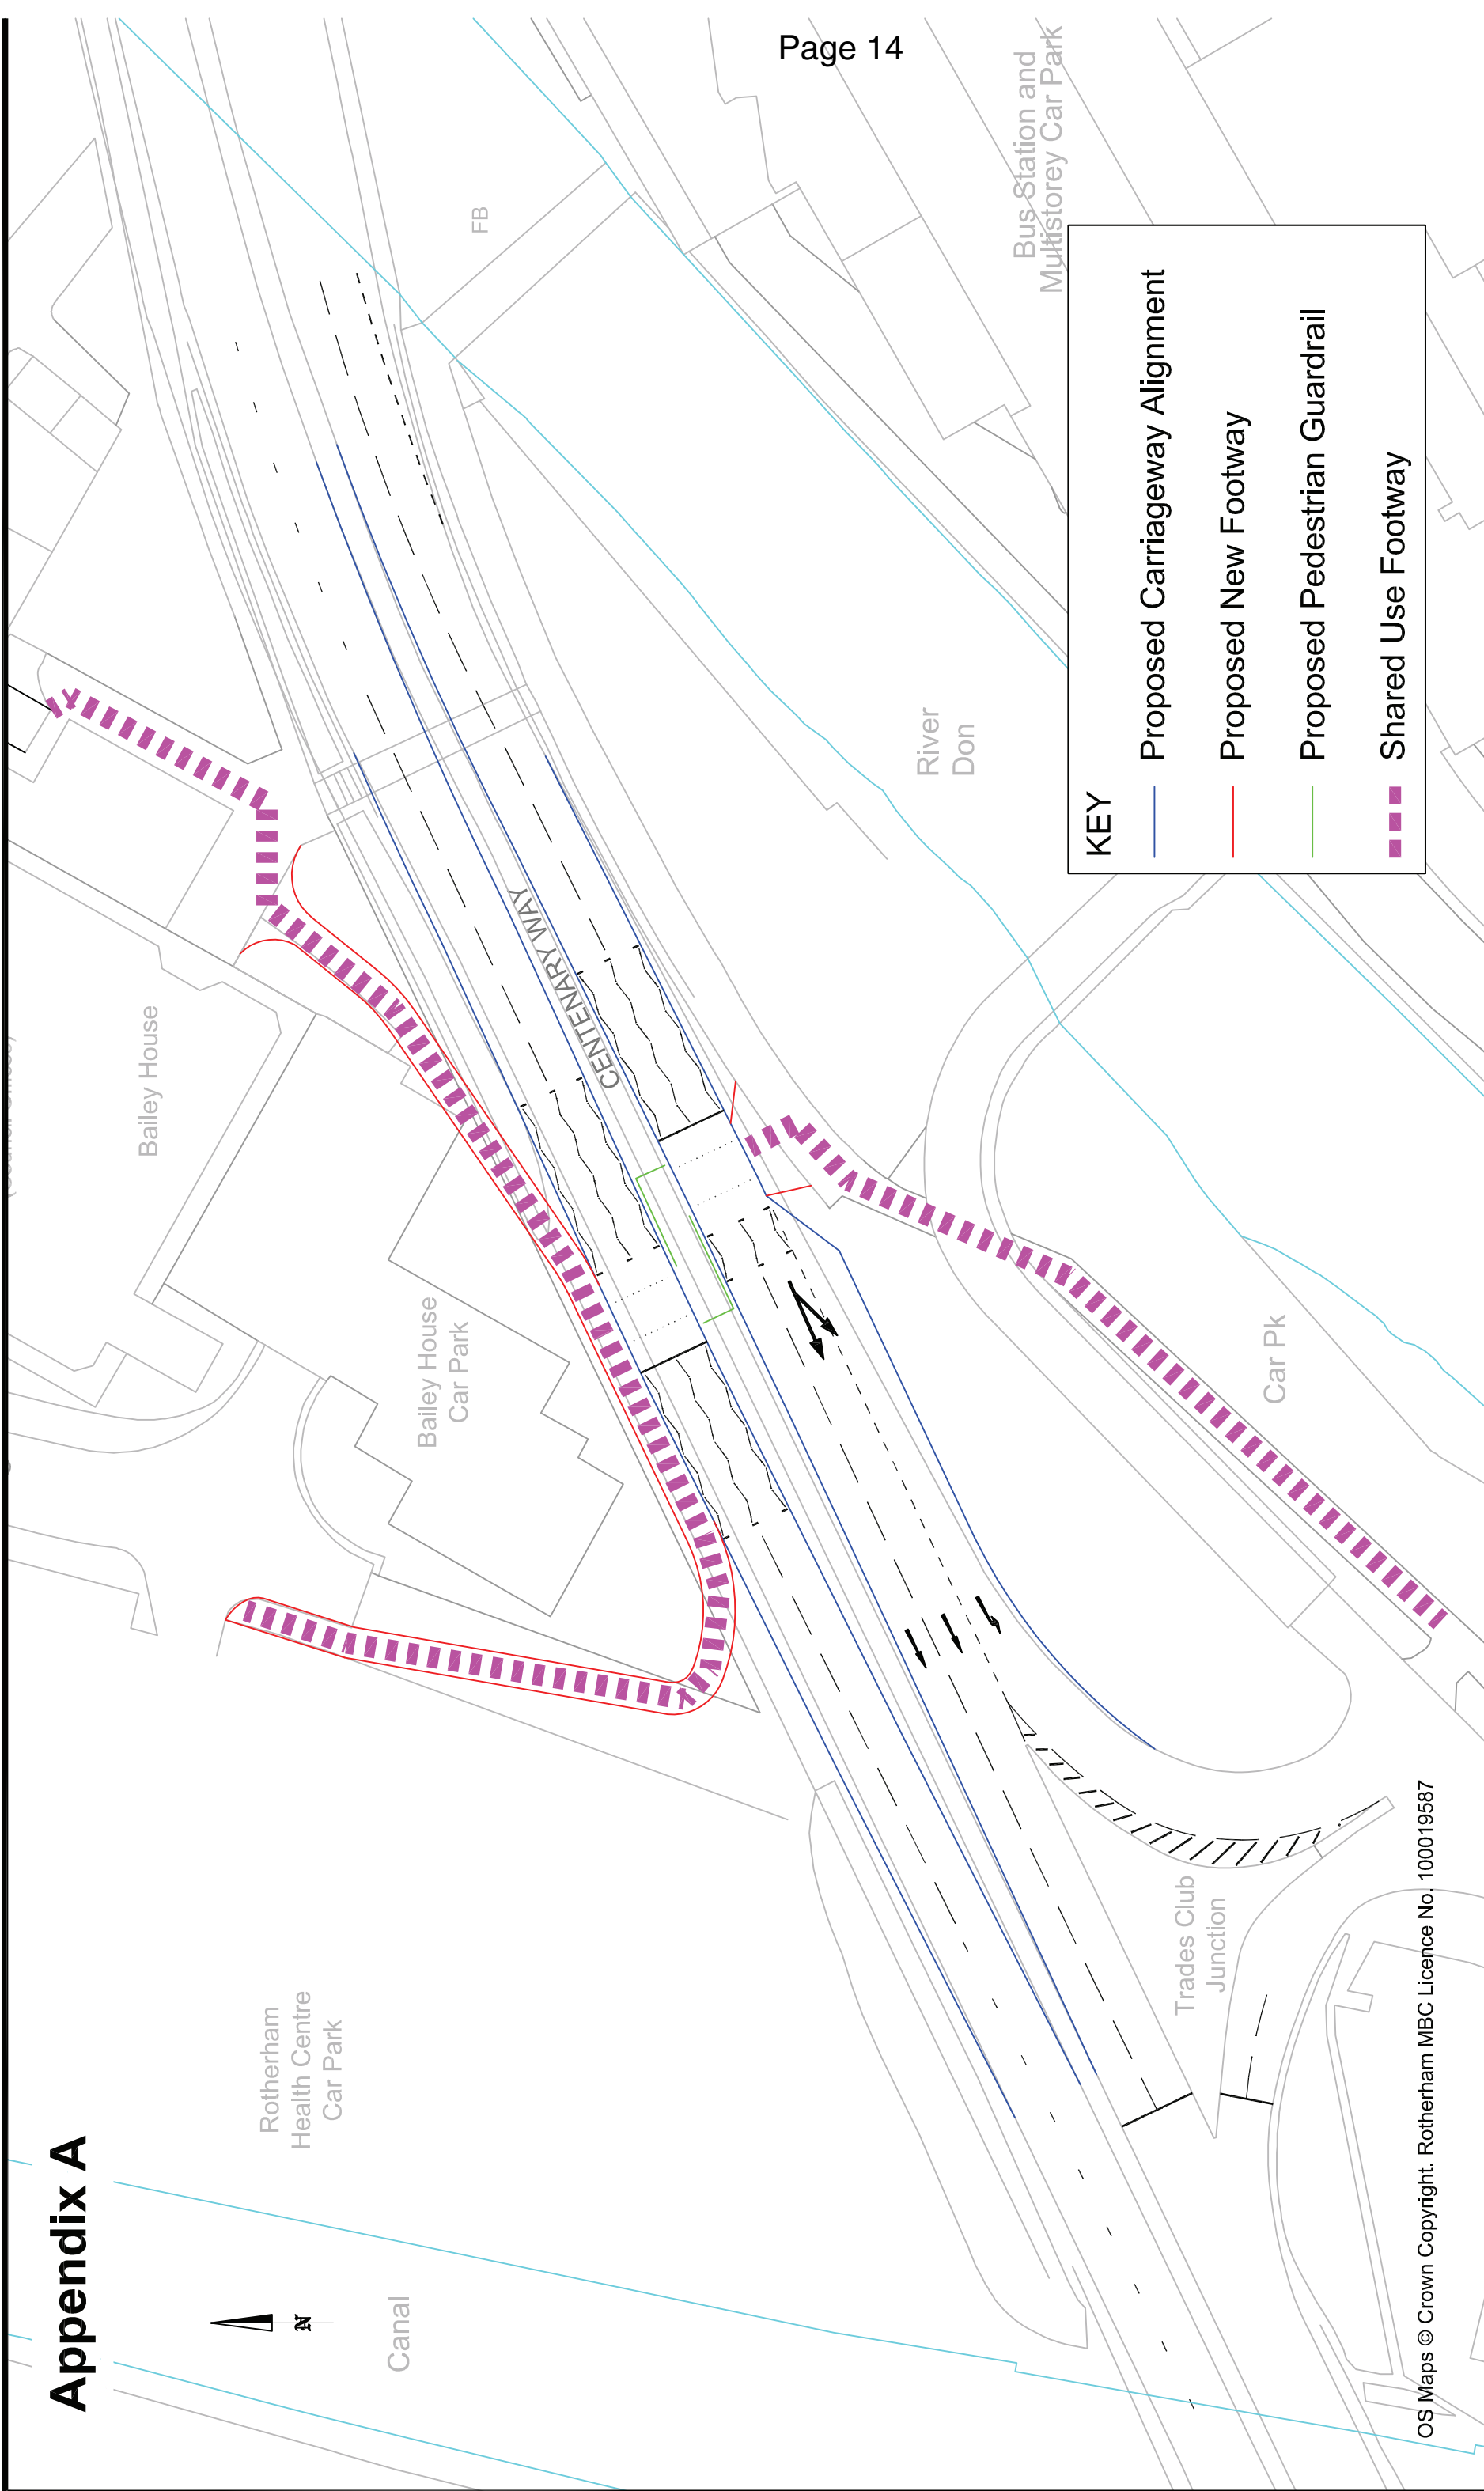 Page 14
Appendix A
Canal
Rotherham
Health Centre
Car Park
Bailey House
Car Park
Bailey House
CENTENARY WAY
FB
River
Don
Bus Station and
Multistorey Car Park
Car Pk
Trades Club
Junction
KEY
Proposed Carriageway Alignment
Proposed New Footway
Proposed Pedestrian Guardrail
Shared Use Footway
OS Maps © Crown Copyright. Rotherham MBC Licence No. 100019587